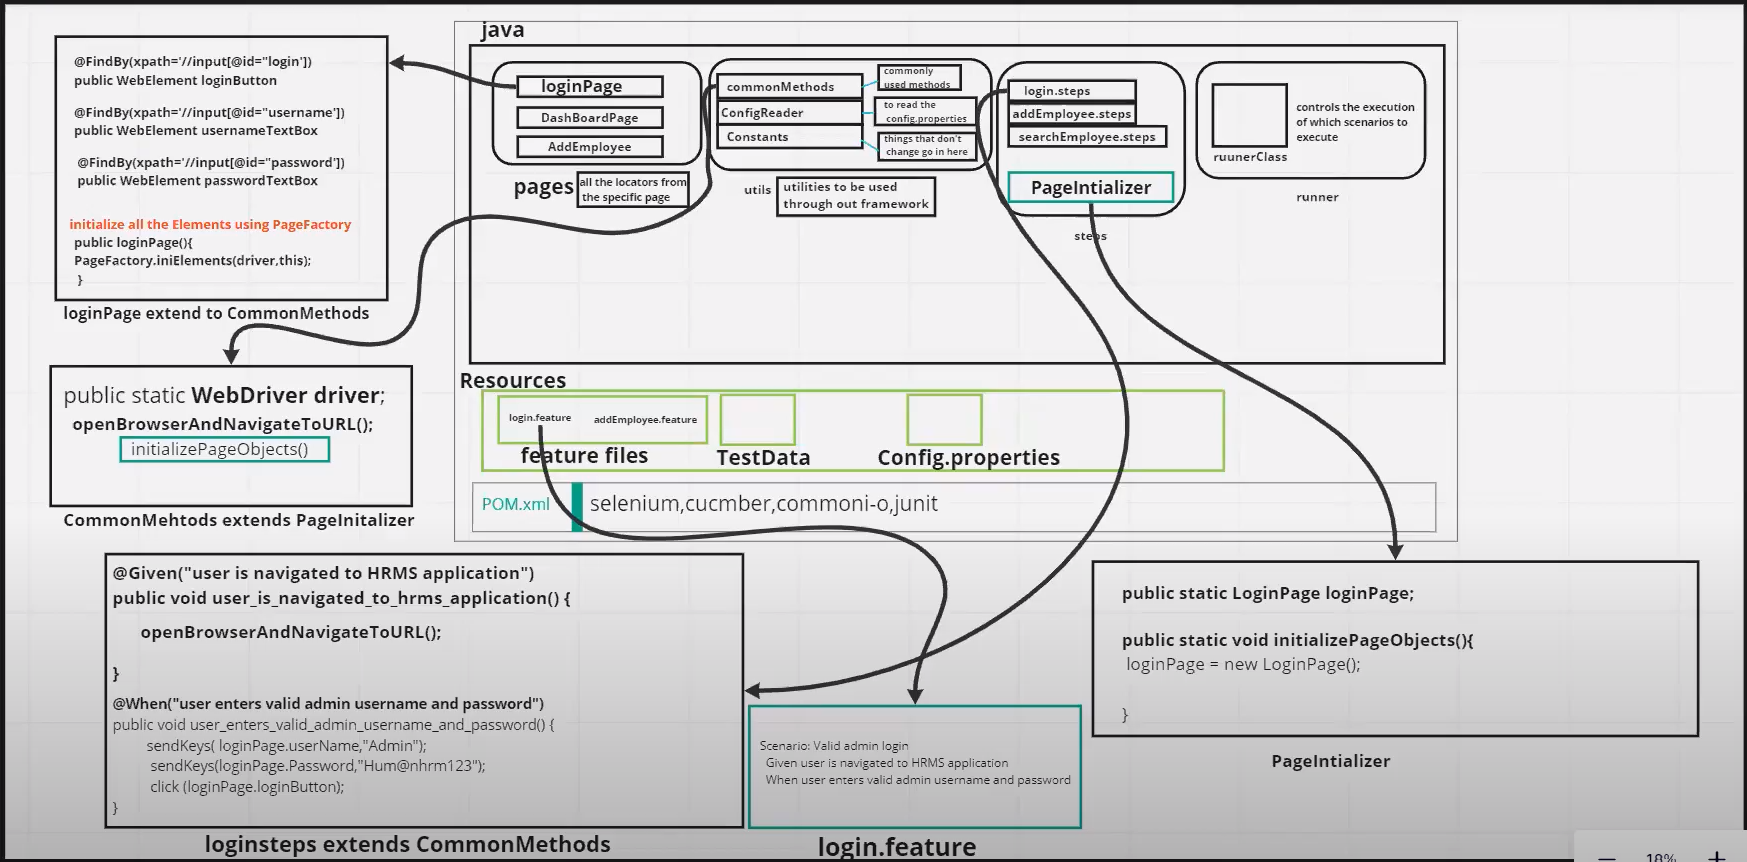 java
@FindBy(xpath='//input[@id="login'])
public WebElement loginButton
@FindBy(xpath='//input[@id="username'])
public WebElement usernameTextBox
@FindBy(xpath='//input[@id="password'])
public WebElement passwordTextBox
initialize all the Elements using PageFactory
public loginPage(){
PageFactory.iniElements(driver,this);
}
loginPage extend to CommonMethods
loginPage
DashBoardPage
AddEmployee
pages
all the locators from
the specific page
commonMethods
ConfigReader
Constants
commonly
used methods
to read the
config.properties
things that don't
change go in here
utils
utilities to be used
through out framework
login.steps
addEmployee.steps
searchEmployee.steps
PageIntializer
steps
ruunerClass
controls the execution
of which scenarios to
execute
runner
public static WebDriver driver;
openBrowserAndNavigateToURL();
initializePageObjects()
CommonMehtods extends PageInitalizer
Resources
login.feature
addEmployee.feature
feature files
TestData
Config.properties
POM.xml
selenium,cucmber,commoni-o,junit
@Given("user is navigated to HRMS application")
public void user_is_navigated_to_hrms_application() {
openBrowserAndNavigateToURL();
}
@When("user enters valid admin username and password")
public void user_enters_valid_admin_username_and_password() {
sendKeys( loginPage.userName,"Admin");
sendKeys(loginPage.Password,"Hum@nhrm123");
click (loginPage.loginButton);
}
loginsteps extends CommonMethods
Scenario: Valid admin login
Given user is navigated to HRMS application
When user enters valid admin username and password
login.feature
public static LoginPage loginPage;
public static void initializePageObjects(){
loginPage = new LoginPage();
}
PageIntializer
18%